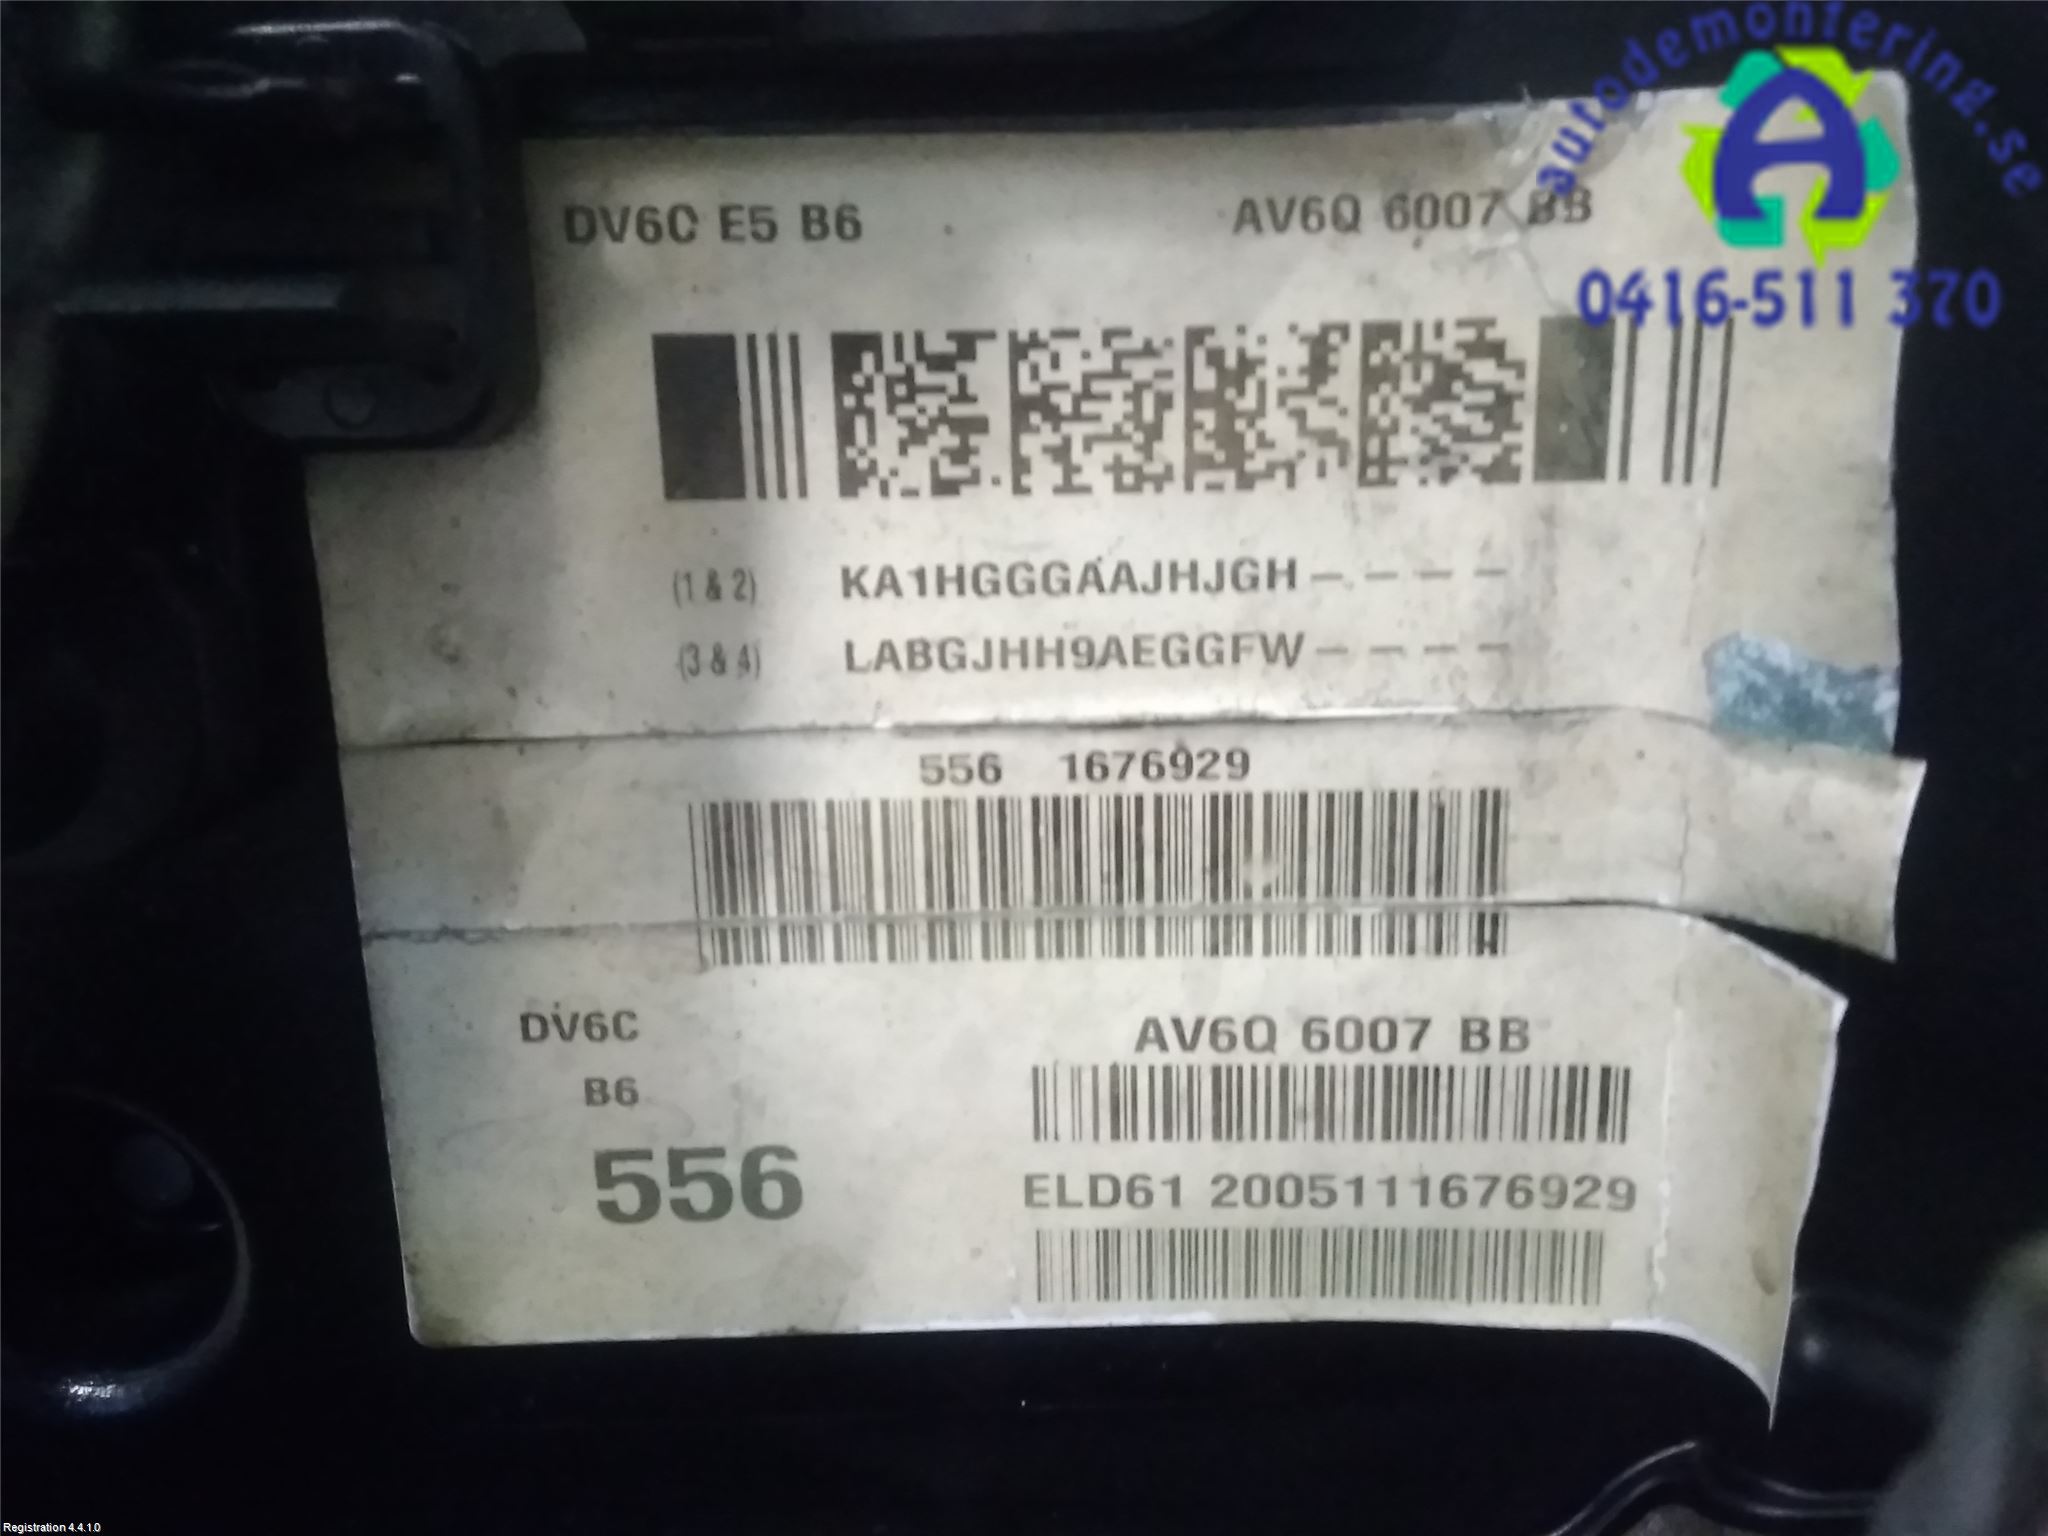 autodemontering.se
A
0416-511 370
DV6C E5 B6 AV6Q 6007 BB
(1 & 2) KA1HGGGAAJHJGH – – – –
(3 & 4) LABGJHH9AEGGFW – – – –
556 1676929
DV6C AV6Q 6007 BB
B6
556 ELD61 2005111676929
Registration 4.4.1.0